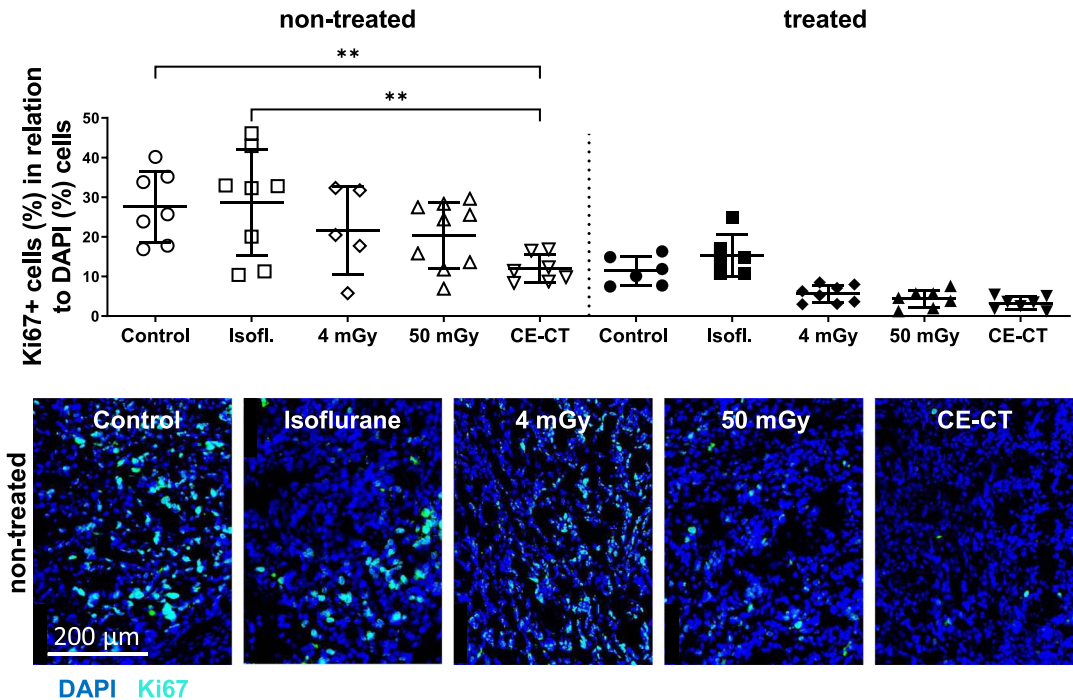 non-treated
treated
**
**
Ki67+ cells (%) in relation
to DAPI (%) cells
50
40
30
20
10
0
Control
Isofl.
4 mGy
50 mGy
CE-CT
Control
Isofl.
4 mGy
50 mGy
CE-CT
non-treated
Control
Isoflurane
4 mGy
50 mGy
CE-CT
200 µm
DAPI Ki67